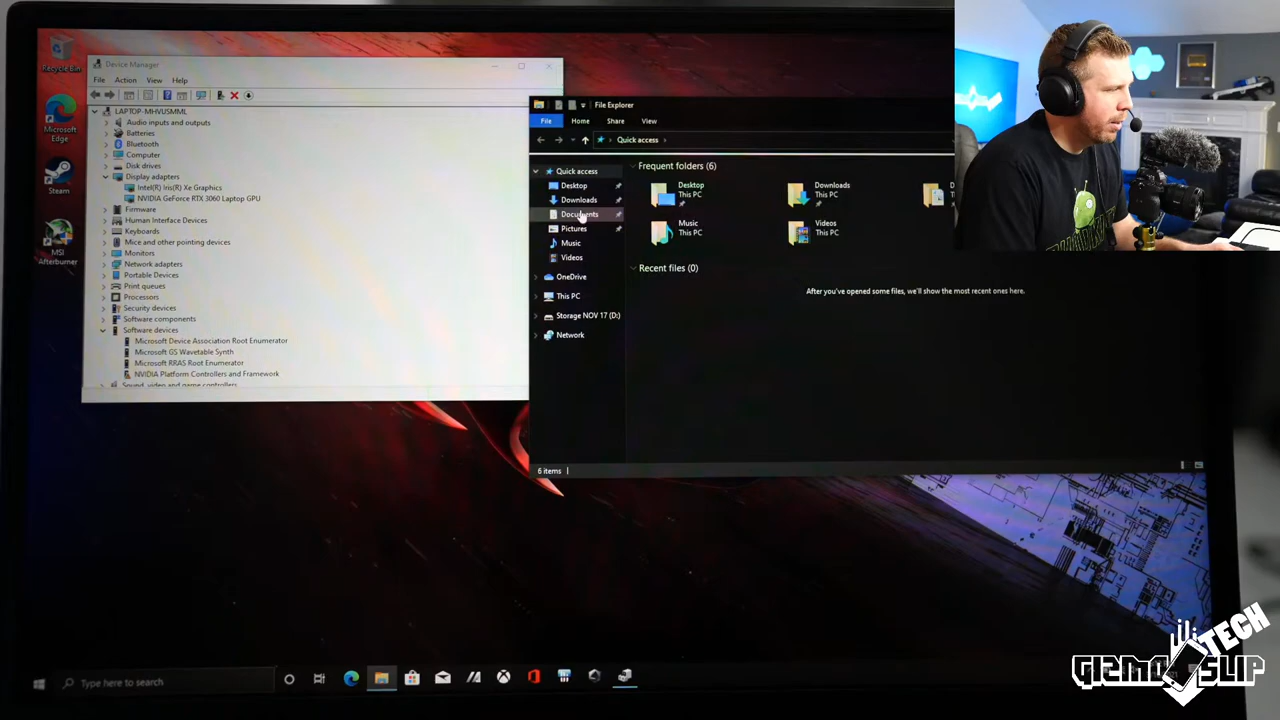 Recycle Bin
Microsoft Edge
Steam
MSI Afterburner
Device Manager
File Action View Help
LAPTOP-MHVUSMML
Audio inputs and outputs
Batteries
Bluetooth
Computer
Disk drives
Display adapters
Intel(R) Iris(R) Xe Graphics
NVIDIA GeForce RTX 3060 Laptop GPU
Firmware
Human Interface Devices
Keyboards
Mice and other pointing devices
Monitors
Network adapters
Portable Devices
Print queues
Processors
Security devices
Software components
Software devices
Microsoft Device Association Root Enumerator
Microsoft GS Wavetable Synth
Microsoft RRAS Root Enumerator
NVIDIA Platform Controllers and Framework
Sound, video and game controllers
File Explorer
File Home Share View
Quick access
Quick access
Desktop
Downloads
Documents
Pictures
Music
Videos
OneDrive
This PC
Storage NOV 17 (D:)
Network
Frequent folders (6)
Desktop
This PC
Downloads
This PC
Music
This PC
Videos
This PC
Recent files (0)
After you've opened some files, we'll show the most recent ones here.
6 items
Type here to search
GIZMO SLIP
TECH